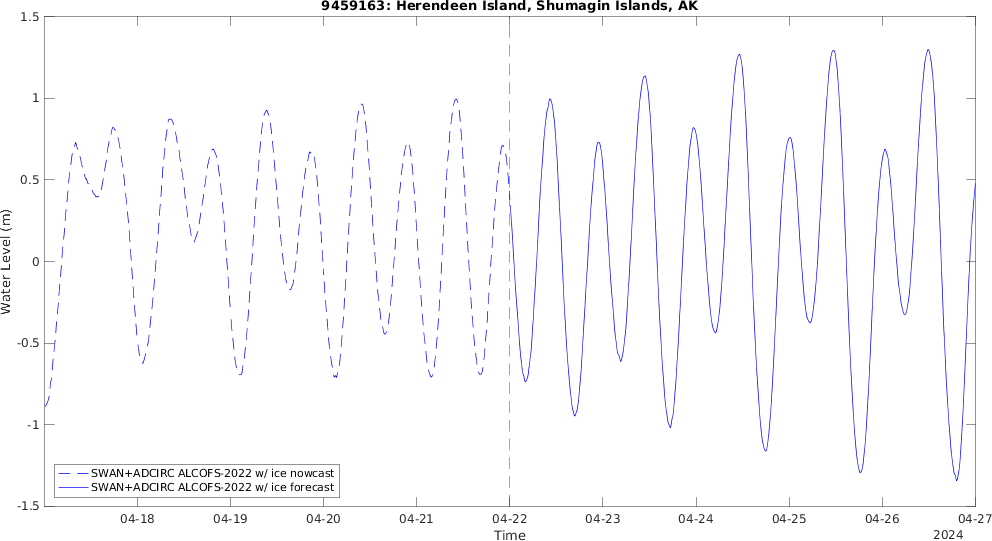 9459163: Herendeen Island, Shumagin Islands, AK
1.5
1
0.5
0
-0.5
-1
-1.5
Water Level (m)
SWAN+ADCIRC ALCOFS-2022 w/ ice nowcast
SWAN+ADCIRC ALCOFS-2022 w/ ice forecast
04-18 04-19 04-20 04-21 04-22 04-23 04-24 04-25 04-26 04-27
Time
2024